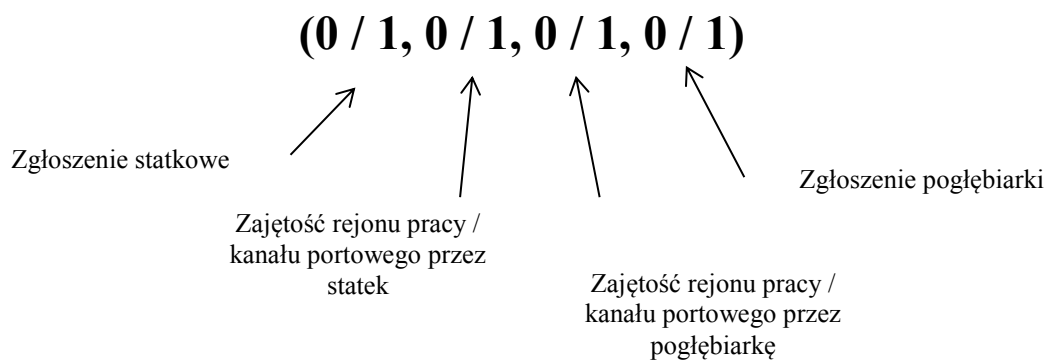 (0 / 1, 0 / 1, 0 / 1, 0 / 1)
Zgłoszenie statkowe
Zgłoszenie pogłębiarki
Zajętość rejonu pracy /
kanału portowego przez
statek
Zajętość rejonu pracy /
kanału portowego przez
pogłębiarkę